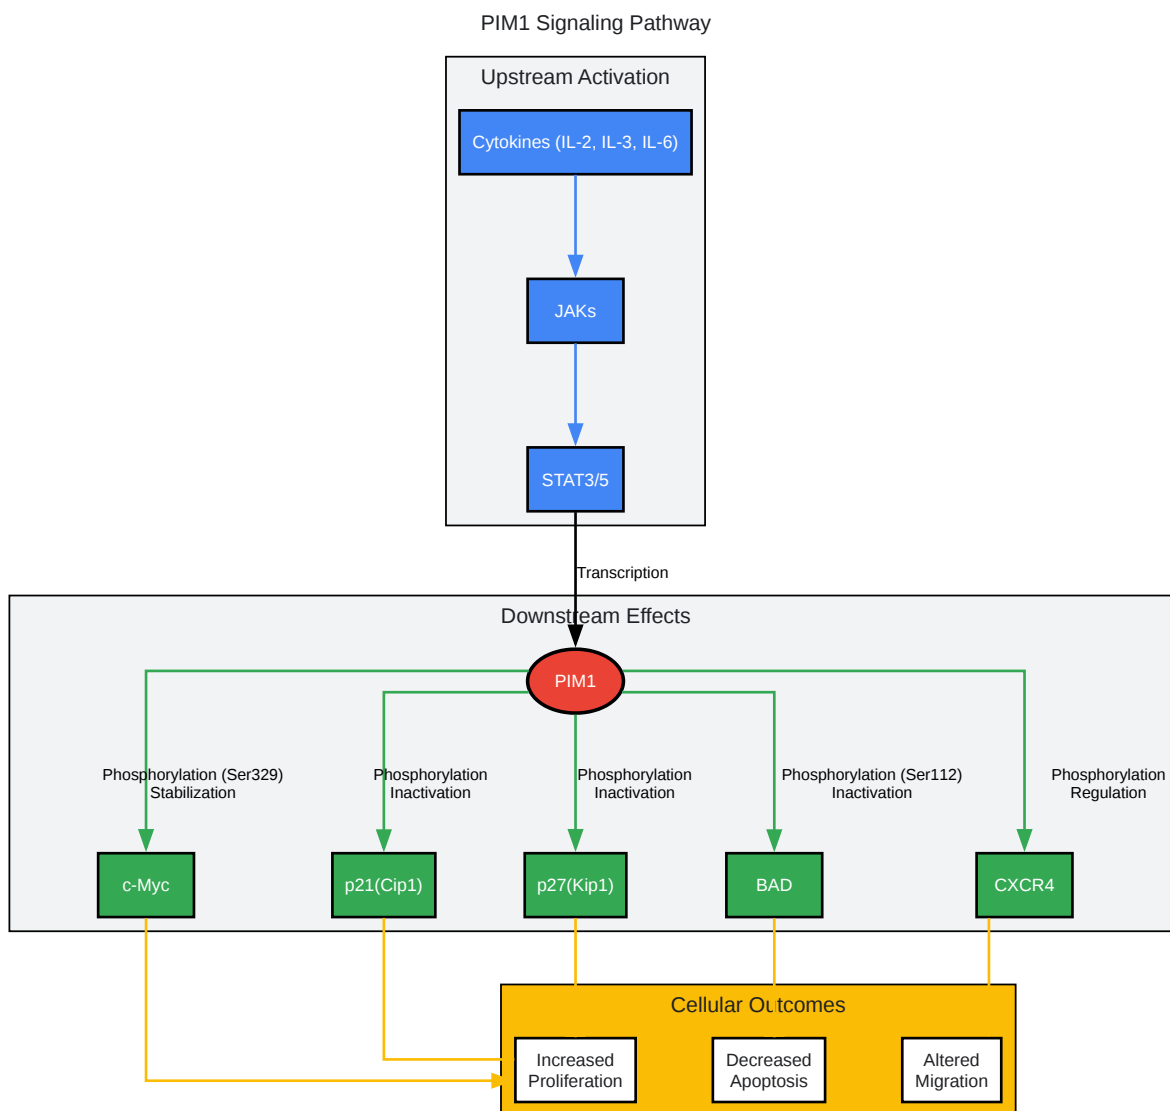 PIM1 Signaling Pathway
Upstream Activation
Cytokines (IL-2, IL-3, IL-6)
JAKs
STAT3/5
Transcription
Downstream Effects
PIM1
Phosphorylation (Ser329)
Stabilization
Phosphorylation
Inactivation
Phosphorylation
Inactivation
Phosphorylation (Ser112)
Inactivation
Phosphorylation
Regulation
c-Myc
p21(Cip1)
p27(Kip1)
BAD
CXCR4
Cellular Outcomes
Increased
Proliferation
Decreased
Apoptosis
Altered
Migration